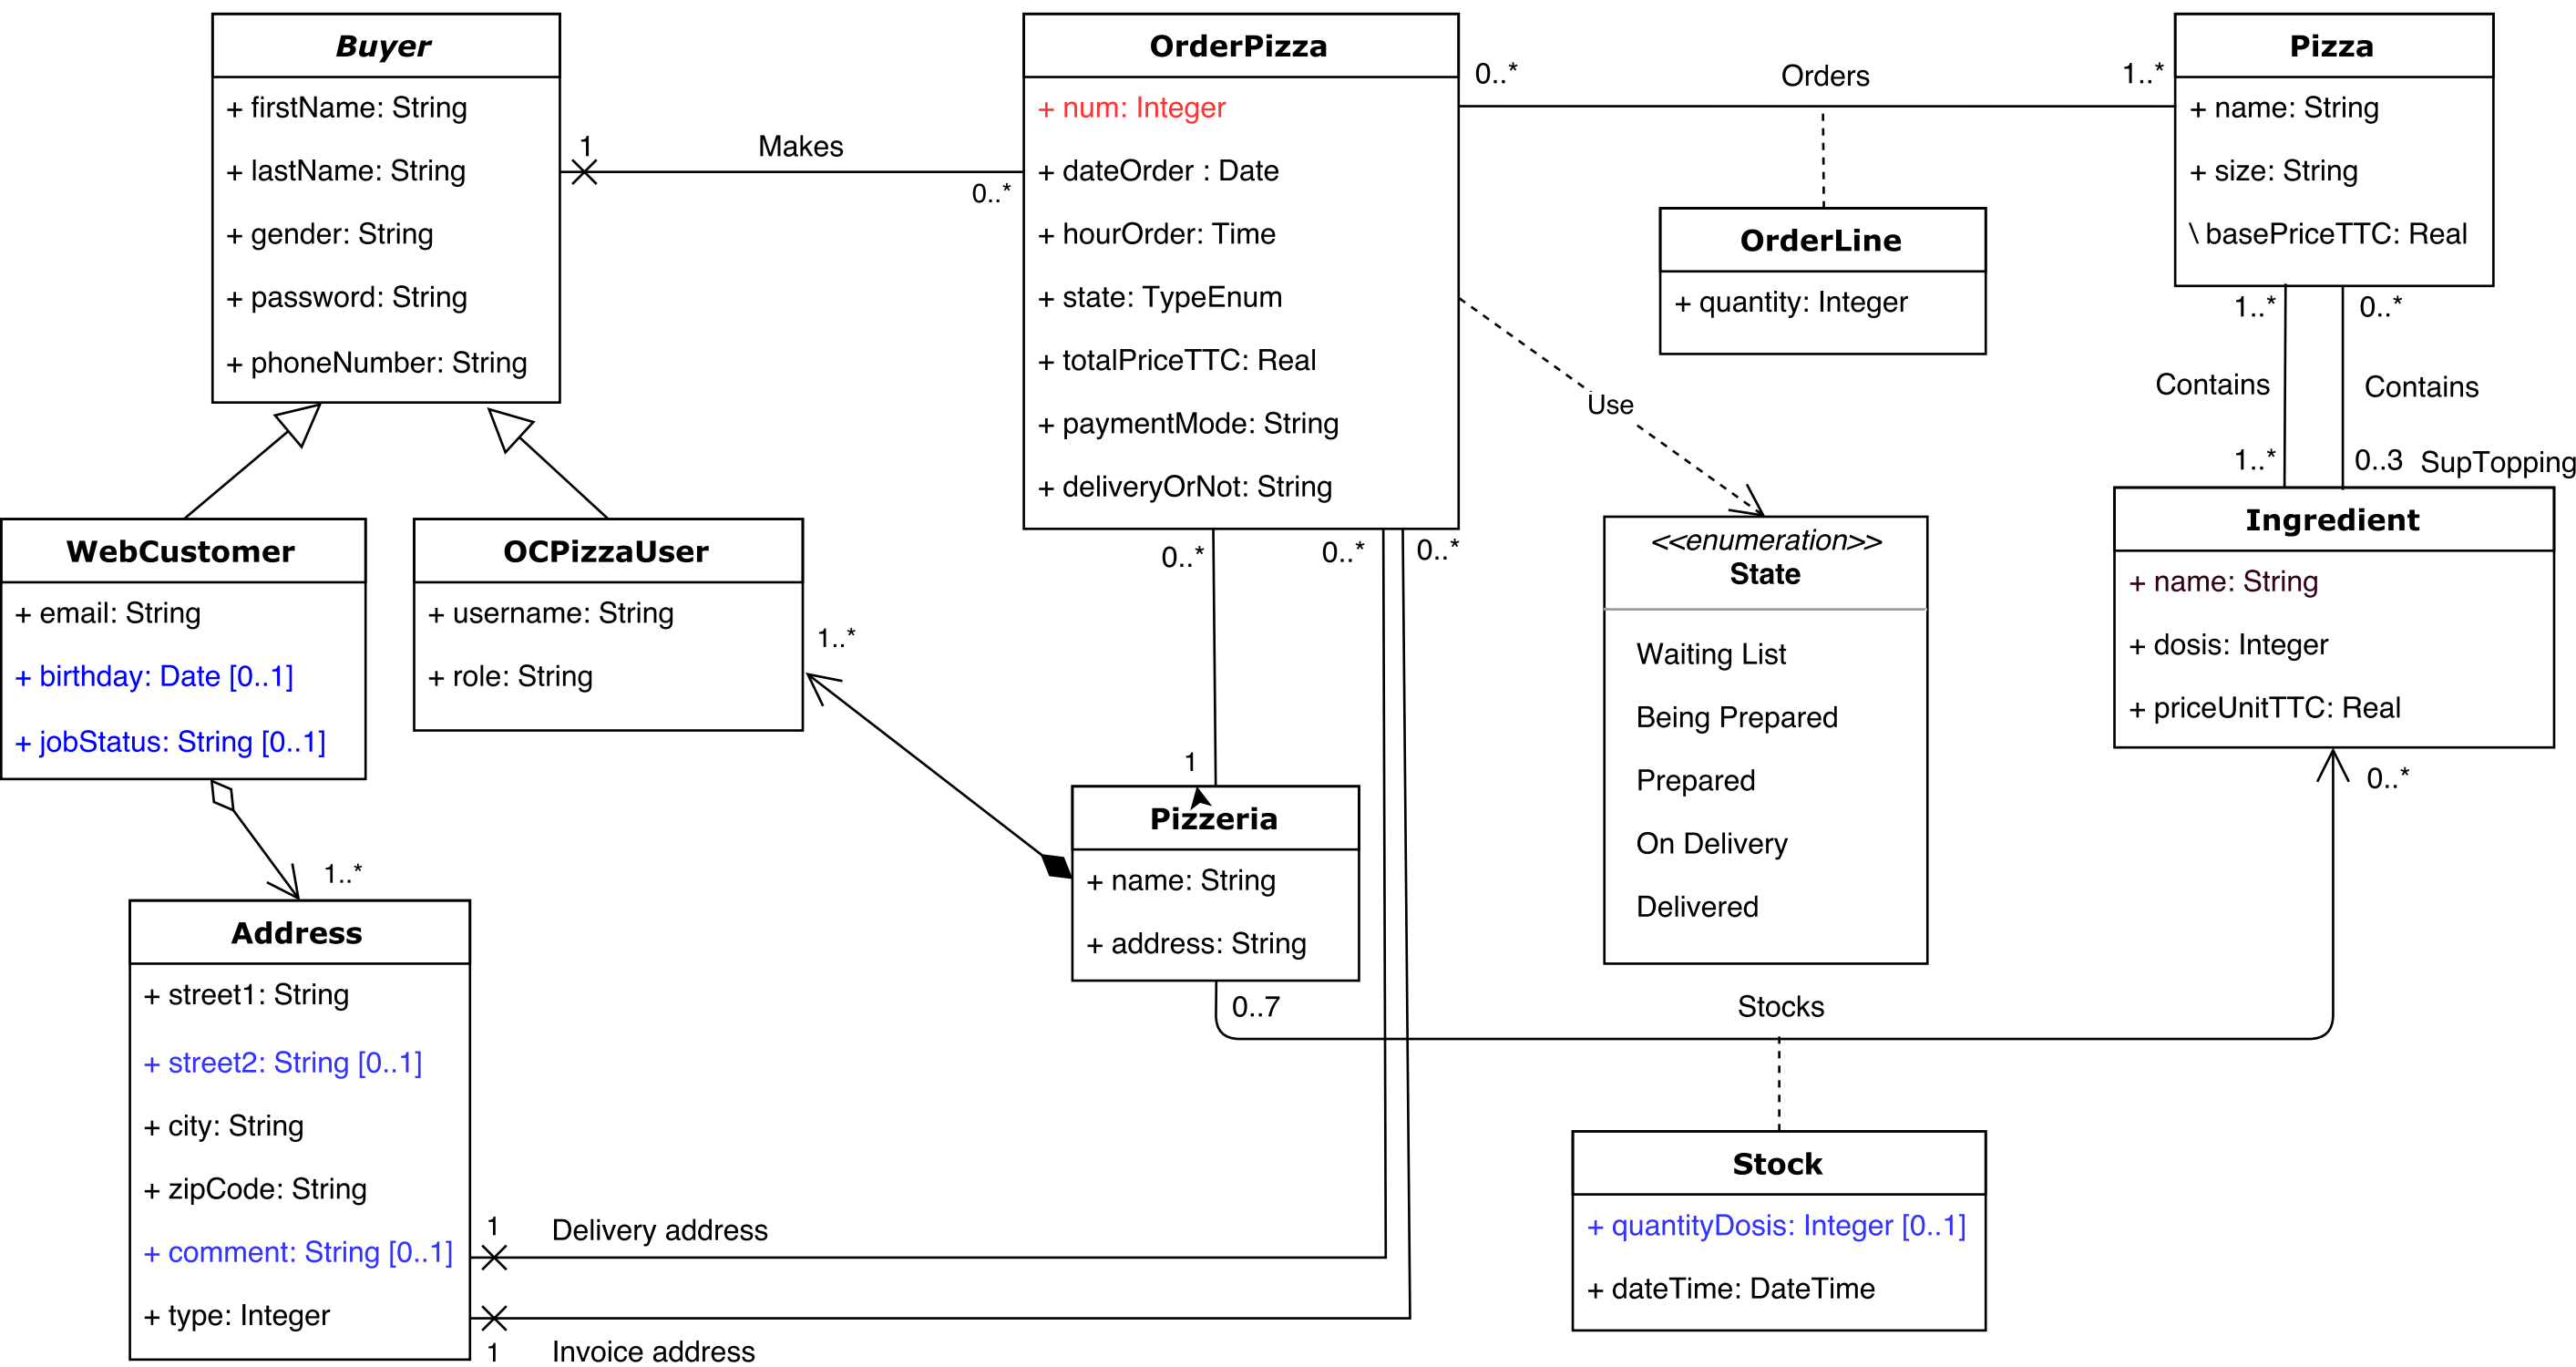 Buyer
+ firstName: String
+ lastName: String
+ gender: String
+ password: String
+ phoneNumber: String
1
Makes
0..*
OrderPizza
+ num: Integer
+ dateOrder : Date
+ hourOrder: Time
+ state: TypeEnum
+ totalPriceTTC: Real
+ paymentMode: String
+ deliveryOrNot: String
0..*
Orders
1..*
Pizza
+ name: String
+ size: String
\ basePriceTTC: Real
OrderLine
+ quantity: Integer
1..*
0..*
Contains
Contains
1..*
0..3
SupTopping
Use
WebCustomer
+ email: String
+ birthday: Date [0..1]
+ jobStatus: String [0..1]
OCPizzaUser
+ username: String
+ role: String
1..*
0..*
0..*
0..*
<<enumeration>>
State
Waiting List
Being Prepared
Prepared
On Delivery
Delivered
Ingredient
+ name: String
+ dosis: Integer
+ priceUnitTTC: Real
0..*
1
Pizzeria
+ name: String
+ address: String
0..7
Stocks
1..*
Address
+ street1: String
+ street2: String [0..1]
+ city: String
+ zipCode: String
+ comment: String [0..1]
+ type: Integer
1
Delivery address
1
Invoice address
Stock
+ quantityDosis: Integer [0..1]
+ dateTime: DateTime